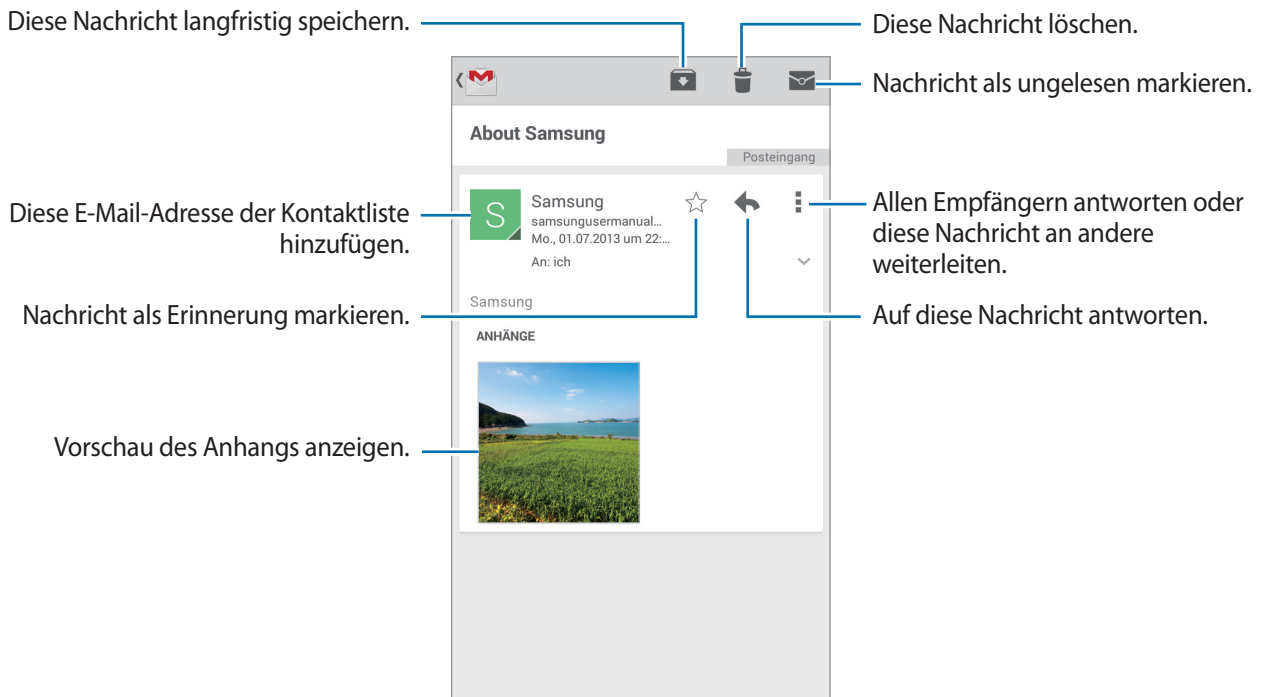 Diese Nachricht langfristig speichern.
Diese Nachricht löschen.
Nachricht als ungelesen markieren.
About Samsung
Posteingang
S
Samsung
samsungusermanual...
Mo., 01.07.2013 um 22:...
An: ich
Diese E-Mail-Adresse der Kontaktliste
hinzufügen.
Allen Empfängern antworten oder
diese Nachricht an andere
weiterleiten.
Samsung
Nachricht als Erinnerung markieren.
Auf diese Nachricht antworten.
ANHÄNGE
Vorschau des Anhangs anzeigen.